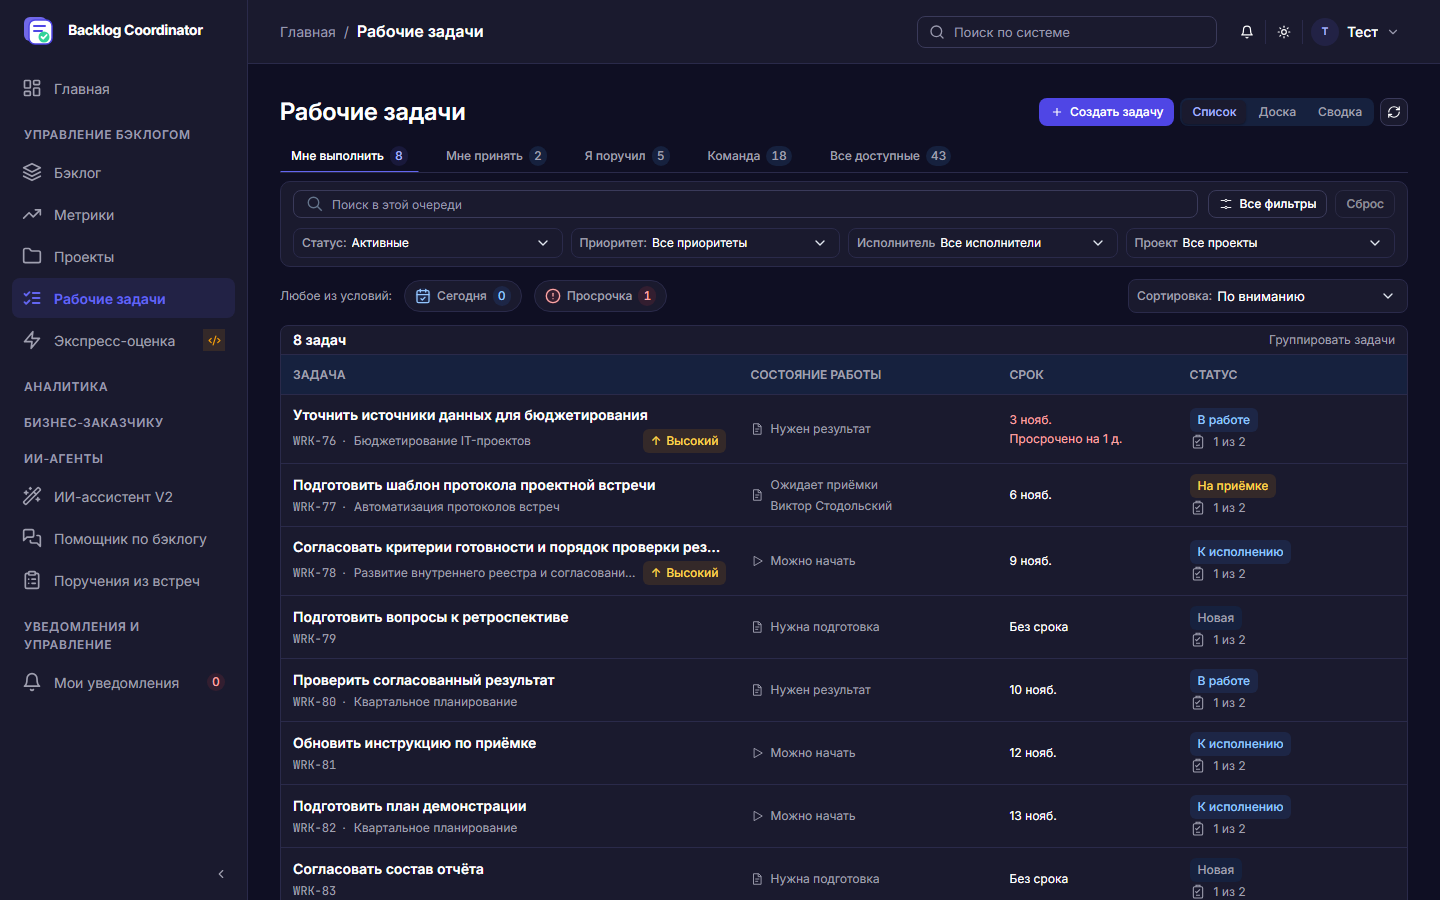 Backlog Coordinator
Главная / Рабочие задачи
Поиск по системе
Т Тест
Главная
УПРАВЛЕНИЕ БЭКЛОГОМ
Бэклог
Метрики
Проекты
Рабочие задачи
Экспресс-оценка </>
АНАЛИТИКА
БИЗНЕС-ЗАКАЗЧИКУ
ИИ-АГЕНТЫ
ИИ-ассистент V2
Помощник по бэклогу
Поручения из встреч
УВЕДОМЛЕНИЯ И
УПРАВЛЕНИЕ
Мои уведомления 0
Рабочие задачи
+ Создать задачу
Список Доска Сводка
Мне выполнить 8 Мне принять 2 Я поручил 5 Команда 18 Все доступные 43
Поиск в этой очереди
Все фильтры Сброс
Статус: Активные Приоритет: Все приоритеты Исполнитель Все исполнители Проект Все проекты
Любое из условий: Сегодня 0 Просрочка 1
Сортировка: По вниманию
8 задач Группировать задачи
ЗАДАЧА СОСТОЯНИЕ РАБОТЫ СРОК СТАТУС
Уточнить источники данных для бюджетирования
WRK-76 · Бюджетирование IT-проектов ↑ Высокий
Нужен результат
3 нояб.
Просрочено на 1 д.
В работе
1 из 2
Подготовить шаблон протокола проектной встречи
WRK-77 · Автоматизация протоколов встреч
Ожидает приёмки
Виктор Стодольский
6 нояб.
На приёмке
1 из 2
Согласовать критерии готовности и порядок проверки рез...
WRK-78 · Развитие внутреннего реестра и согласовани... ↑ Высокий
Можно начать
9 нояб.
К исполнению
1 из 2
Подготовить вопросы к ретроспективе
WRK-79
Нужна подготовка
Без срока
Новая
1 из 2
Проверить согласованный результат
WRK-80 · Квартальное планирование
Нужен результат
10 нояб.
В работе
1 из 2
Обновить инструкцию по приёмке
WRK-81
Можно начать
12 нояб.
К исполнению
1 из 2
Подготовить план демонстрации
WRK-82 · Квартальное планирование
Можно начать
13 нояб.
К исполнению
1 из 2
Согласовать состав отчёта
WRK-83
Нужна подготовка
Без срока
Новая
1 из 2